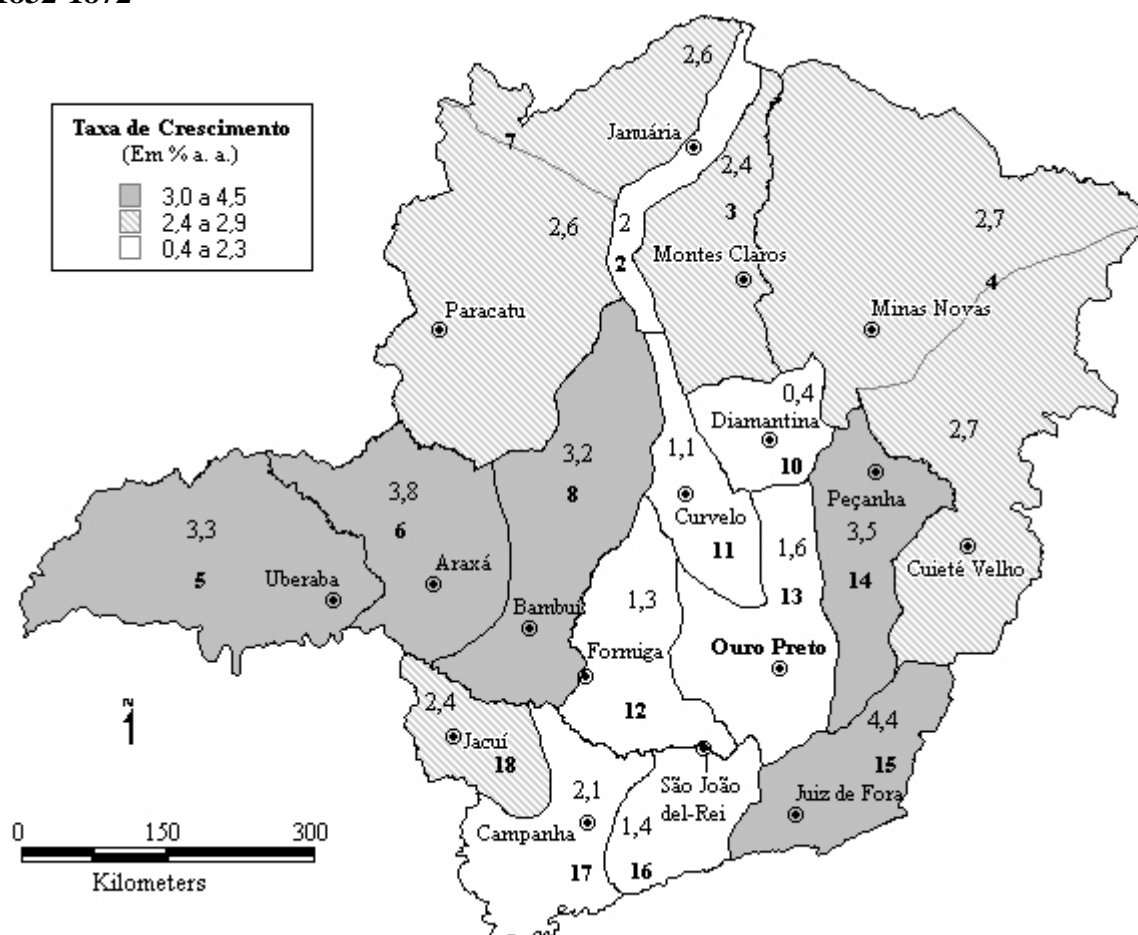 1832-1872
Taxa de Crescimento
(Em % a. a.)
3,0 a 4,5
2,4 a 2,9
0,4 a 2,3
2,6
7
Januária
2,4
3
2,6
2
2
Montes Claros
2,7
4
Paracatu
Minas Novas
0,4
Diamantina
10
2,7
3,2
8
1,1
Curvelo
11
Peçanha
3,5
14
3,8
6
Araxá
3,3
5
Uberaba
1,6
13
Cuieté Velho
Bambuí
1,3
Formiga
12
Ouro Preto
2,4
Jacuí
18
4,4
15
Juiz de Fora
São João
del-Rei
2,1
Campanha
17
1,4
16
N
0 150 300
Kilometers